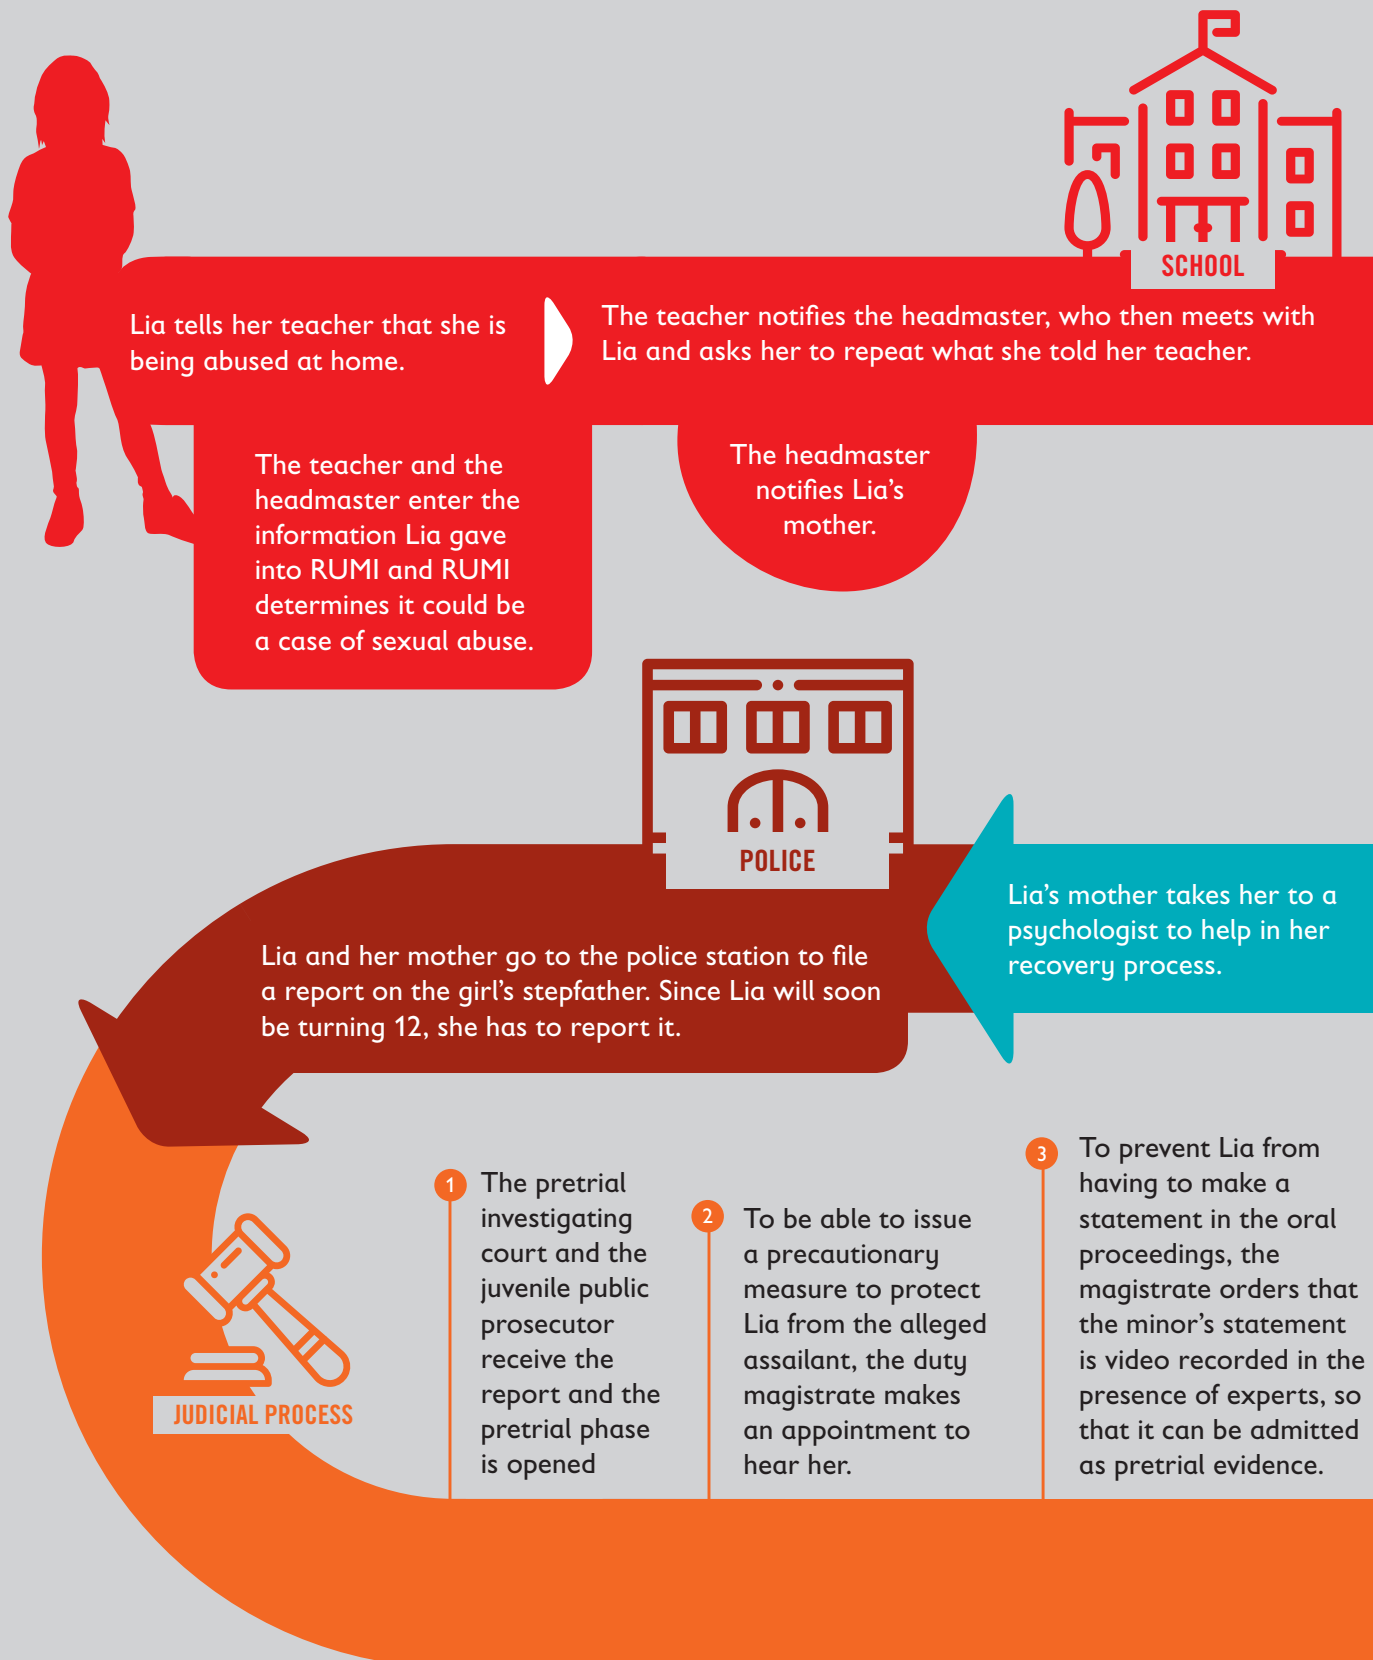 SCHOOL
Lia tells her teacher that she is
being abused at home.
The teacher notifies the headmaster, who then meets with
Lia and asks her to repeat what she told her teacher.
The teacher and the
headmaster enter the
information Lia gave
into RUMI and RUMI
determines it could be
a case of sexual abuse.
The headmaster
notifies Lia's
mother.
POLICE
Lia's mother takes her to a
psychologist to help in her
recovery process.
Lia and her mother go to the police station to file
a report on the girl's stepfather. Since Lia will soon
be turning 12, she has to report it.
JUDICIAL PROCESS
1
The pretrial
investigating
court and the
juvenile public
prosecutor
receive the
report and the
pretrial phase
is opened
2
To be able to issue
a precautionary
measure to protect
Lia from the alleged
assailant, the duty
magistrate makes
an appointment to
hear her.
3
To prevent Lia from
having to make a
statement in the oral
proceedings, the
magistrate orders that
the minor's statement
is video recorded in the
presence of experts, so
that it can be admitted
as pretrial evidence.